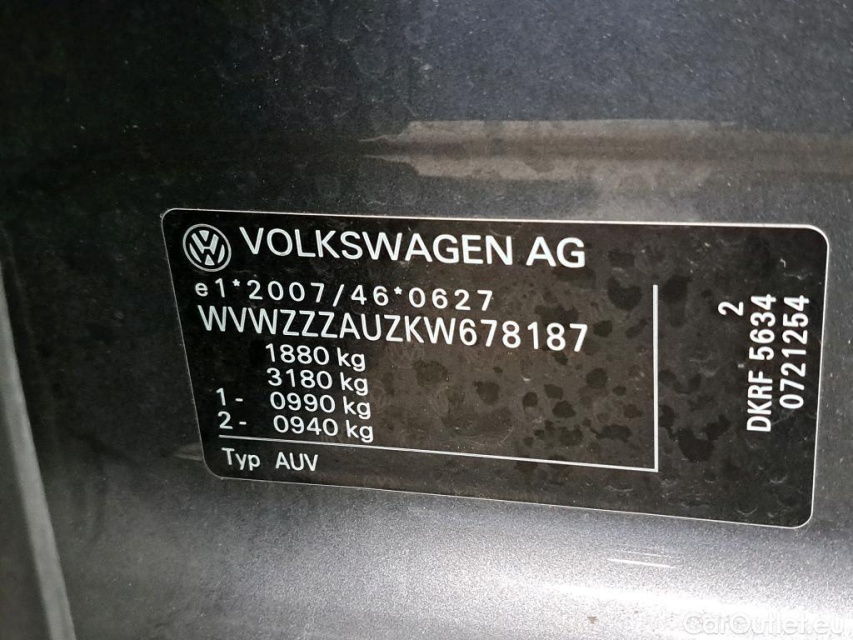 VOLKSWAGEN AG
e1*2007/46*0627
WVWZZZAUZKW678187
1880 kg
3180 kg
1- 0990 kg
2- 0940 kg
Typ AUV
2
DKRF 5634
0721254
CarOutlet.eu